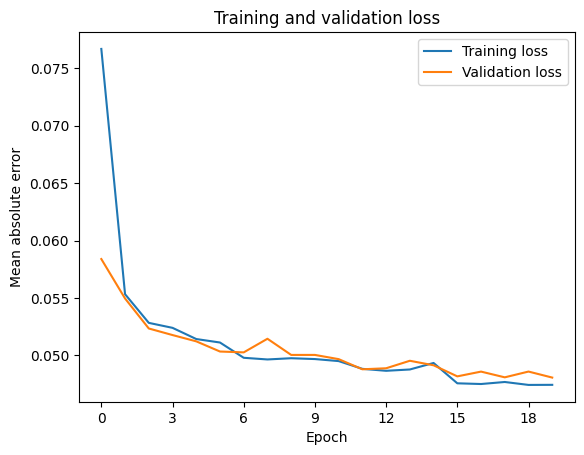 Training and validation loss
Training loss
Validation loss
0.075
0.070
0.065
0.060
0.055
0.050
Mean absolute error
0 3 6 9 12 15 18
Epoch